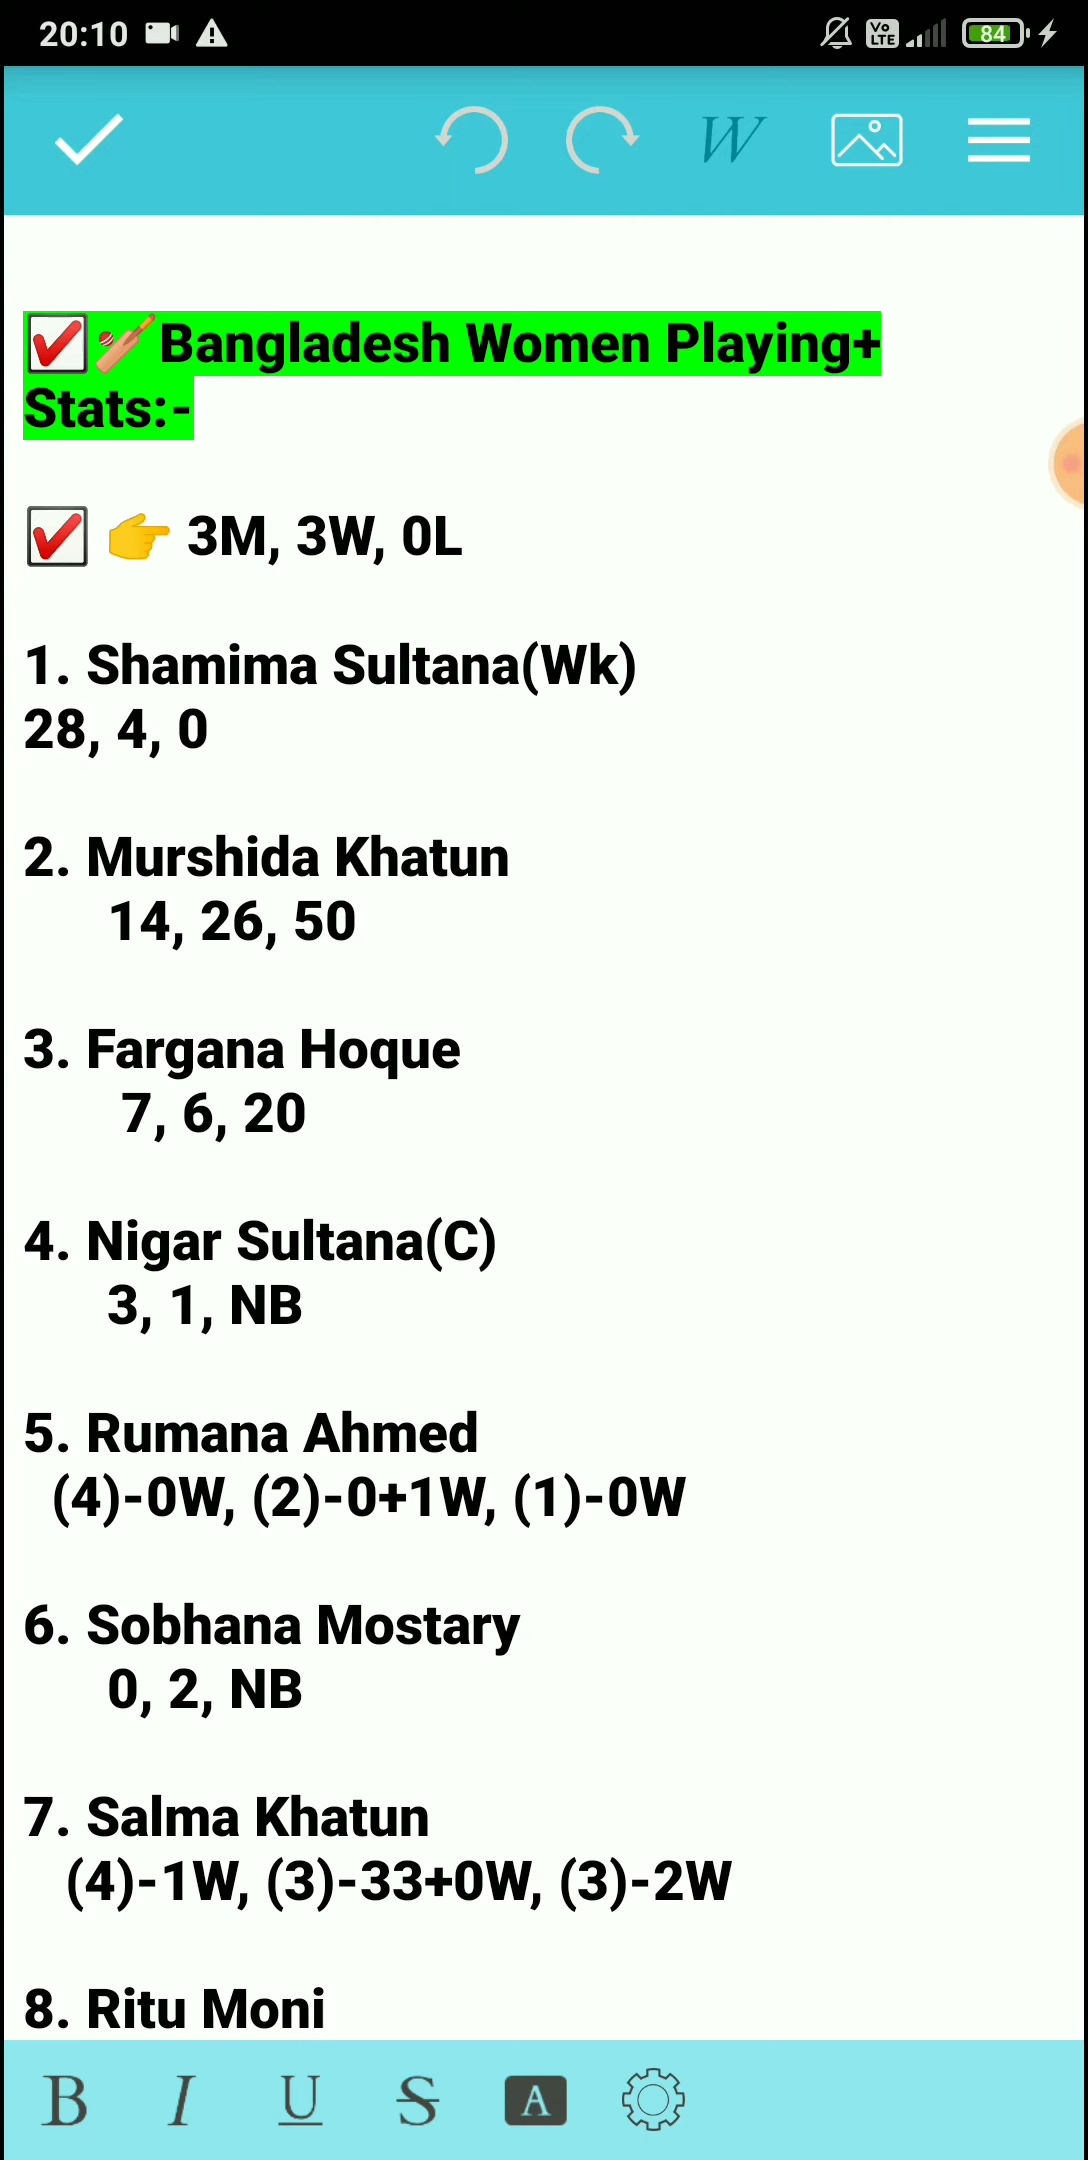 20:10
Vo
LTE
84
W
Bangladesh Women Playing+
Stats:-
3M, 3W, 0L
1. Shamima Sultana(Wk)
28, 4, 0
2. Murshida Khatun
14, 26, 50
3. Fargana Hoque
7, 6, 20
4. Nigar Sultana(C)
3, 1, NB
5. Rumana Ahmed
(4)-0W, (2)-0+1W, (1)-0W
6. Sobhana Mostary
0, 2, NB
7. Salma Khatun
(4)-1W, (3)-33+0W, (3)-2W
8. Ritu Moni
B I U S A